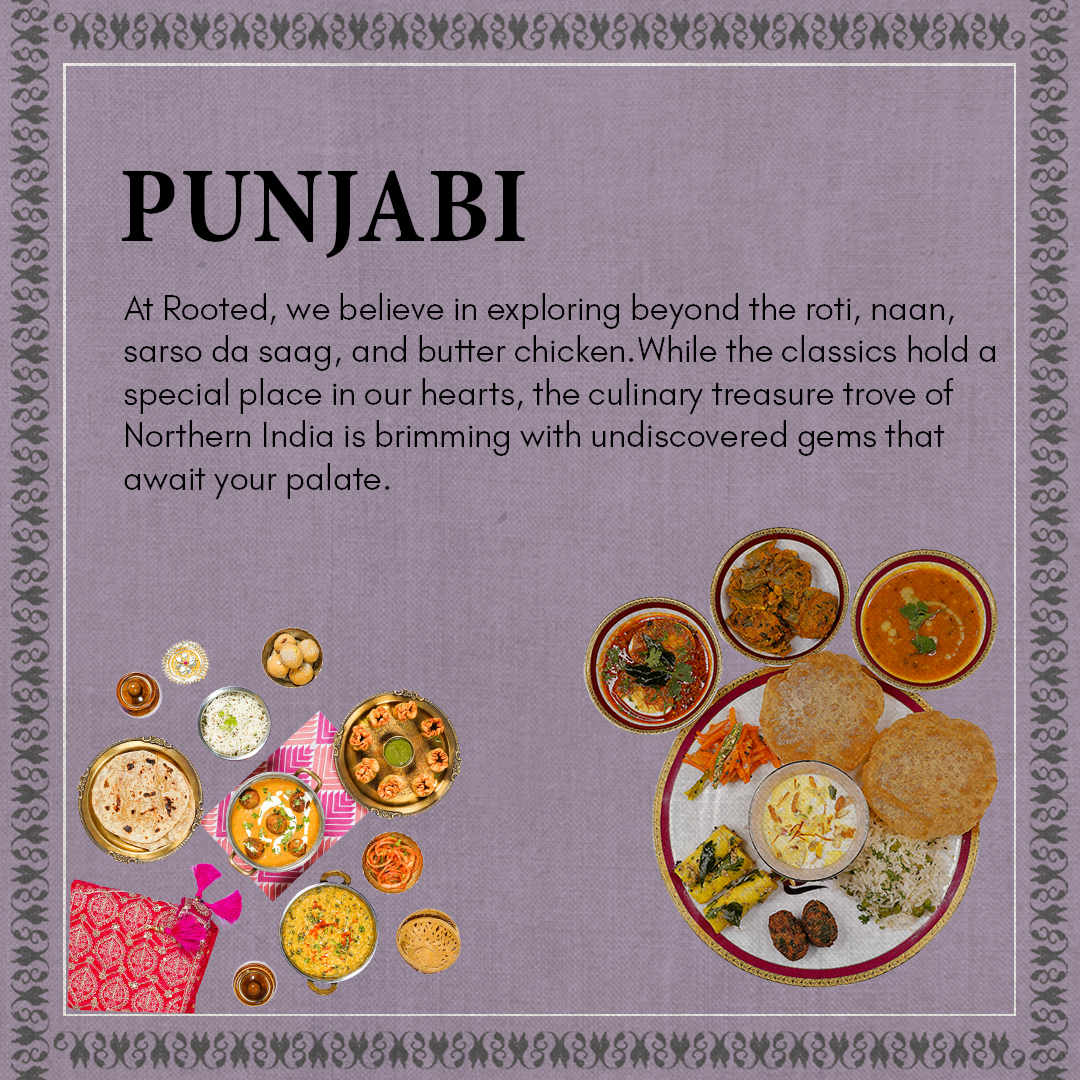 PUNJABI
At Rooted, we believe in exploring beyond the roti, naan,
sarso da saag, and butter chicken.While the classics hold a
special place in our hearts, the culinary treasure trove of
Northern India is brimming with undiscovered gems that
await your palate.